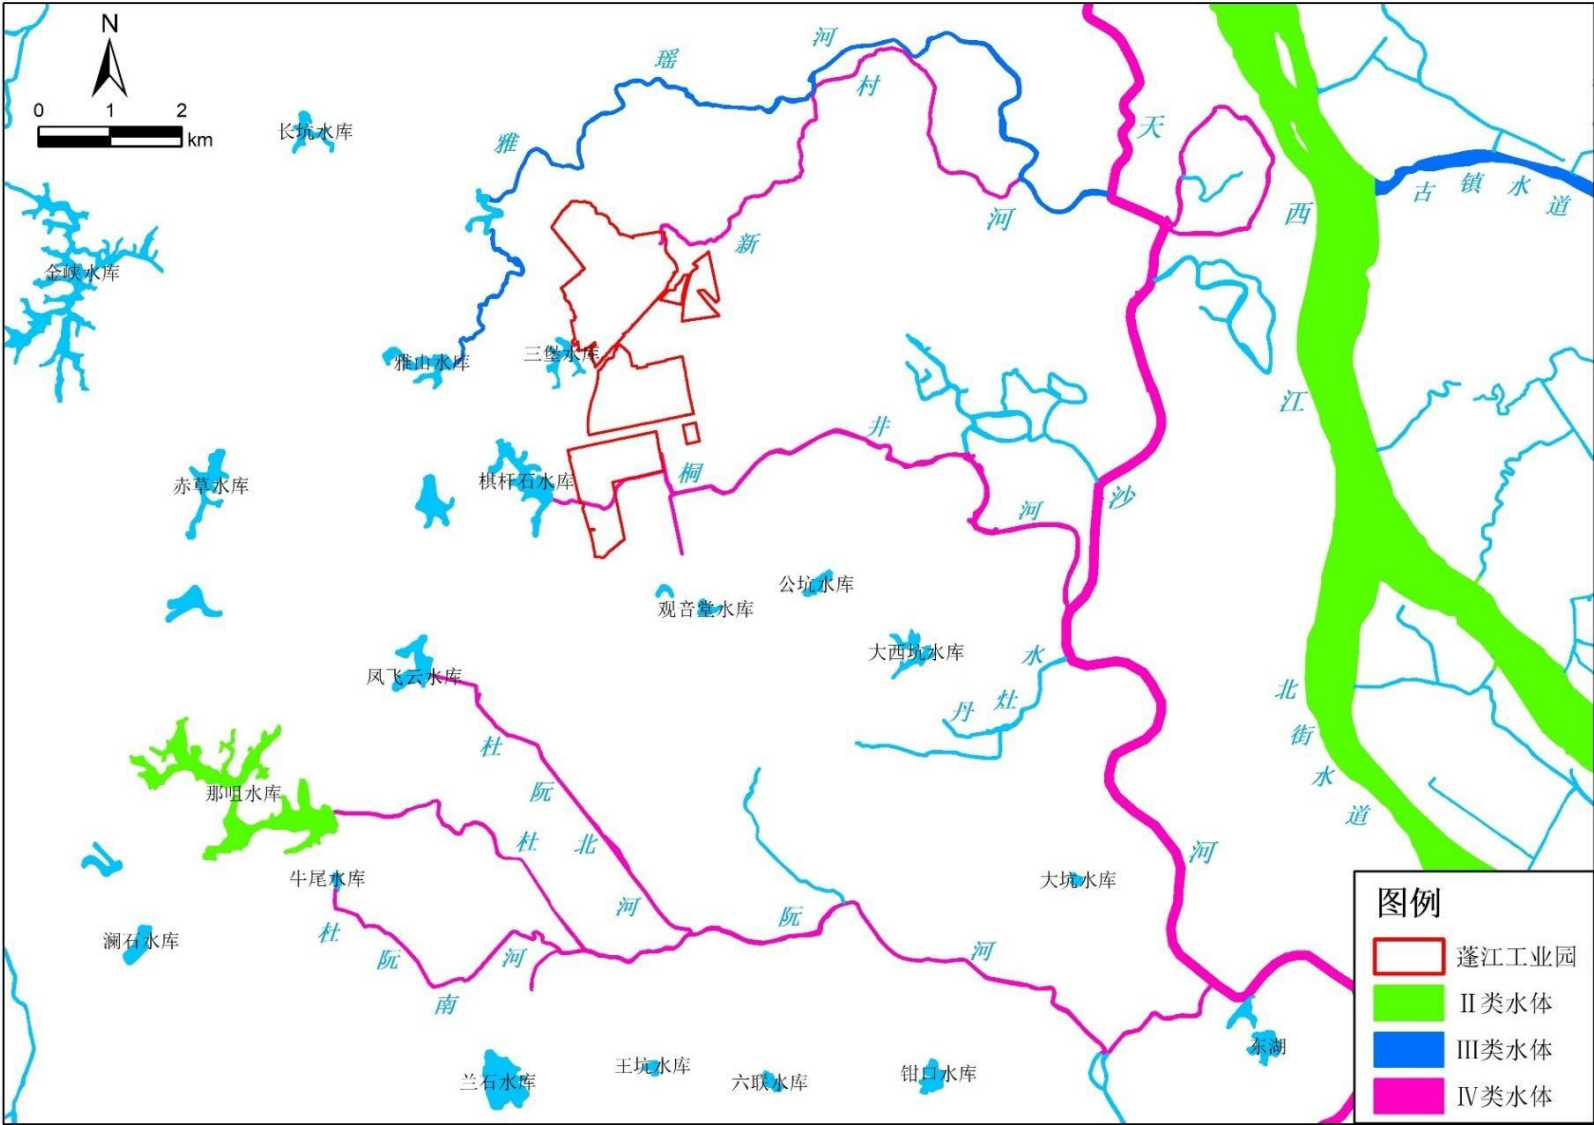 N
0 1 2
km
长坑水库
雅瑶河
新村河
天沙河
西江
古镇水道
金峡水库
雅山水库
三堡水库
赤草水库
棋杆石水库
桐井河
观音堂水库
公坑水库
大西坑水库
丹灶水
凤飞云水库
北街水道
杜阮北河
那咀水库
杜阮河
牛尾水库
杜阮南河
大坑水库
澜石水库
兰石水库
王坑水库
六联水库
钳口水库
东湖
图例
蓬江工业园
Ⅱ类水体
Ⅲ类水体
Ⅳ类水体